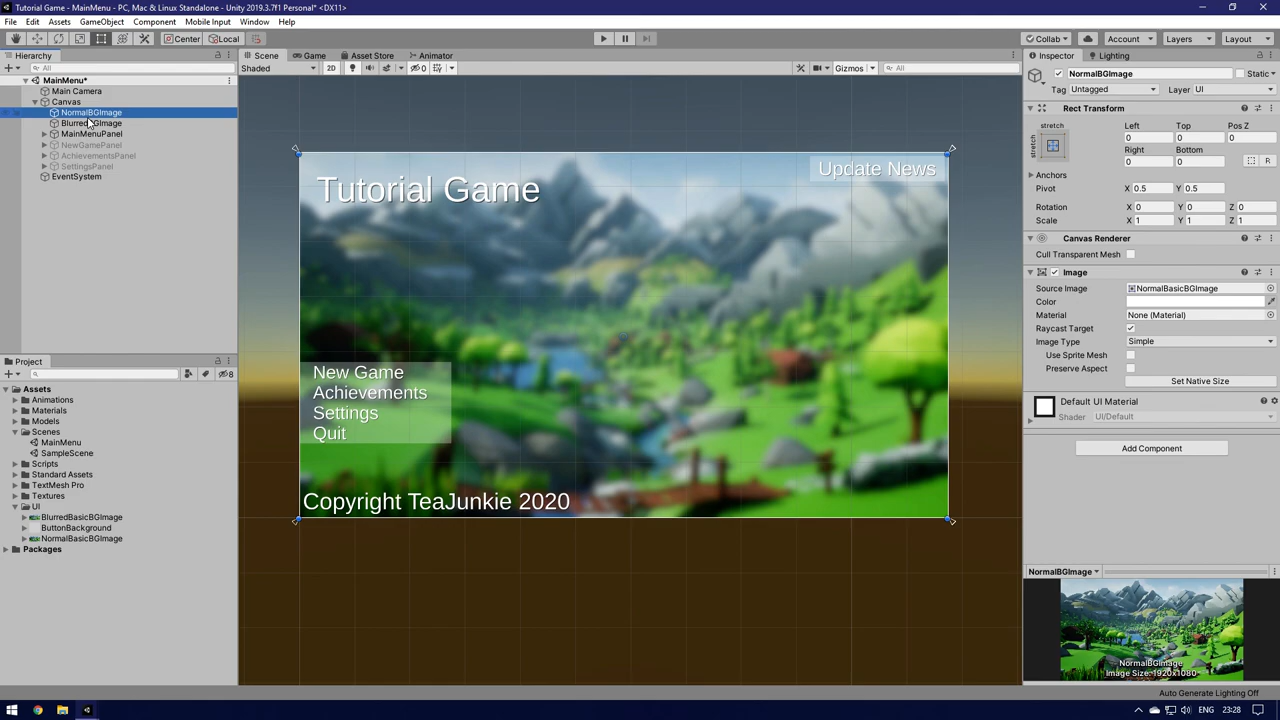 Tutorial Game - MainMenu - PC, Mac & Linux Standalone - Unity 2019.3.7f1 Personal* <DX11>
File Edit Assets GameObject Component Mobile Input Window Help
Center Local
Collab Account Layers Layout
Hierarchy
All
MainMenu*
Main Camera
Canvas
NormalBGImage
MainMenuPanel
NewGamePanel
AchievementsPanel
SettingsPanel
EventSystem
Scene Game Asset Store Animator
Shaded 2D 0 Gizmos All
Tutorial Game
Update News
New Game
Achievements
Settings
Quit
Copyright TeaJunkie 2020
Project
8
Assets
Animations
Materials
Models
Scenes
MainMenu
SampleScene
Scripts
Standard Assets
TextMesh Pro
Textures
UI
BlurredBasicBGImage
ButtonBackground
NormalBasicBGImage
Packages
Inspector Lighting
NormalBGImage Static
Tag Untagged Layer UI
Rect Transform
stretch Left Top Pos Z
stretch 0 0 0
Right Bottom
0 0 R
Anchors
Pivot X 0.5 Y 0.5
Rotation X 0 Y 0 Z 0
Scale X 1 Y 1 Z 1
Canvas Renderer
Cull Transparent Mesh
Image
Source Image NormalBasicBGImage
Color
Material None (Material)
Raycast Target
Image Type Simple
Use Sprite Mesh
Preserve Aspect
Set Native Size
Default UI Material
Shader UI/Default
Add Component
NormalBGImage
NormalBGImage
Image Size: 1920x1080
Auto Generate Lighting Off
ENG 23:28